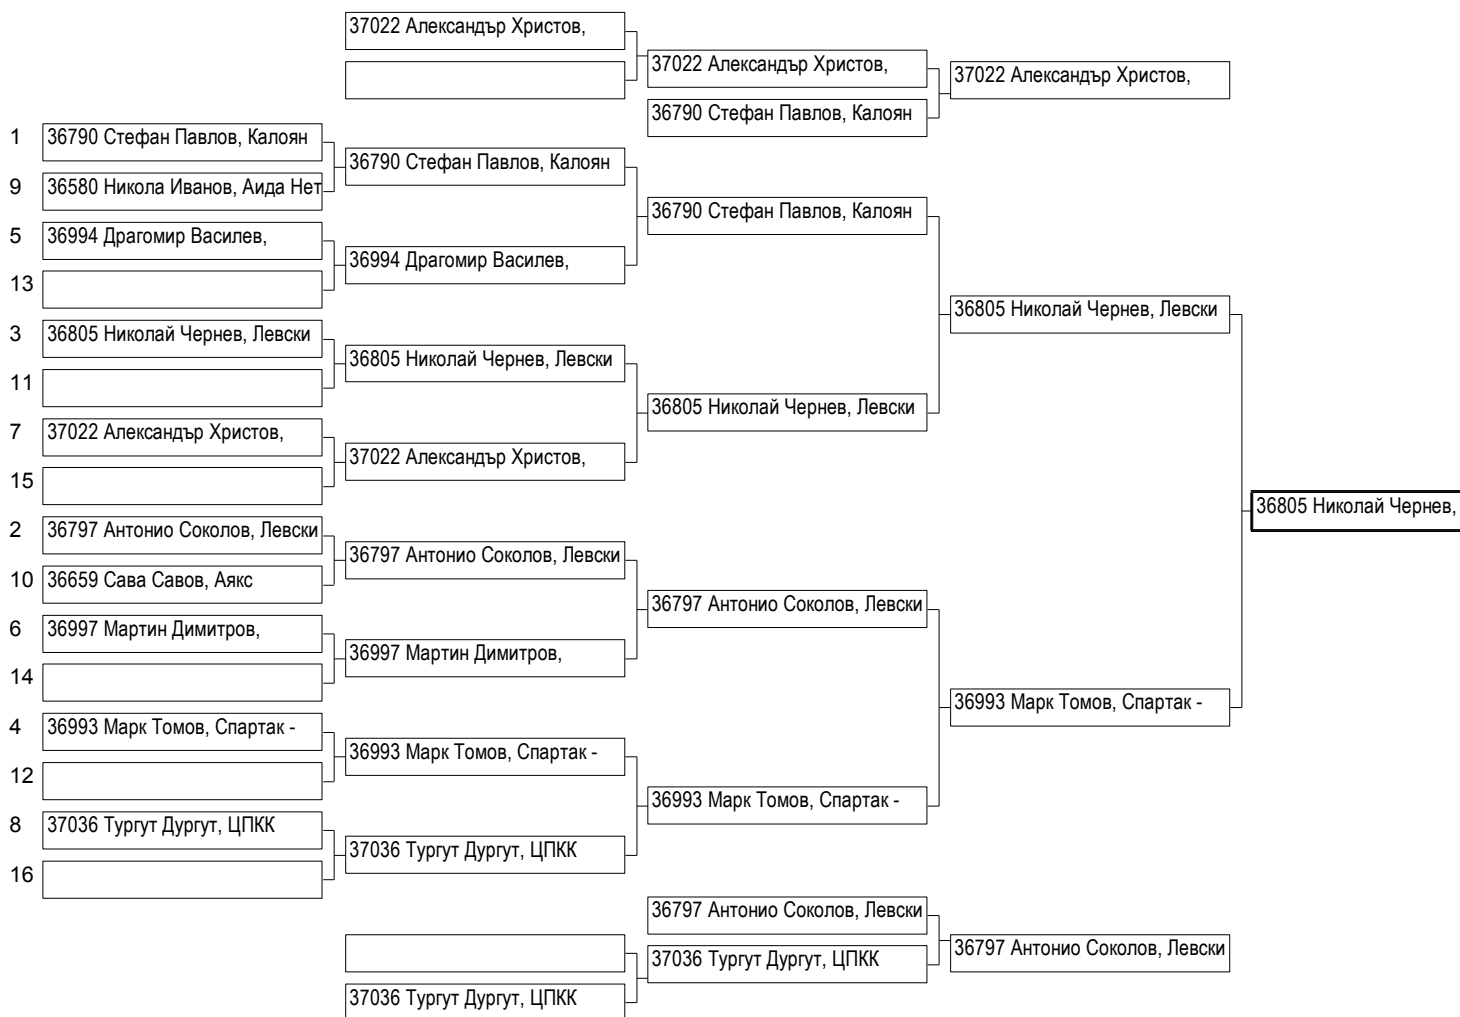 37022 Александър Христов,
37022 Александър Христов,
37022 Александър Христов,
36790 Стефан Павлов, Калоян
1 36790 Стефан Павлов, Калоян
36790 Стефан Павлов, Калоян
9 36580 Никола Иванов, Аида Нет
36790 Стефан Павлов, Калоян
5 36994 Драгомир Василев,
36994 Драгомир Василев,
13
36805 Николай Чернев, Левски
3 36805 Николай Чернев, Левски
36805 Николай Чернев, Левски
11
36805 Николай Чернев, Левски
7 37022 Александър Христов,
37022 Александър Христов,
15
36805 Николай Чернев,
2 36797 Антонио Соколов, Левски
36797 Антонио Соколов, Левски
10 36659 Сава Савов, Аякс
36797 Антонио Соколов, Левски
6 36997 Мартин Димитров,
36997 Мартин Димитров,
14
36993 Марк Томов, Спартак -
4 36993 Марк Томов, Спартак -
36993 Марк Томов, Спартак -
12
36993 Марк Томов, Спартак -
8 37036 Тургут Дургут, ЦПКК
37036 Тургут Дургут, ЦПКК
16
36797 Антонио Соколов, Левски
36797 Антонио Соколов, Левски
37036 Тургут Дургут, ЦПКК
37036 Тургут Дургут, ЦПКК